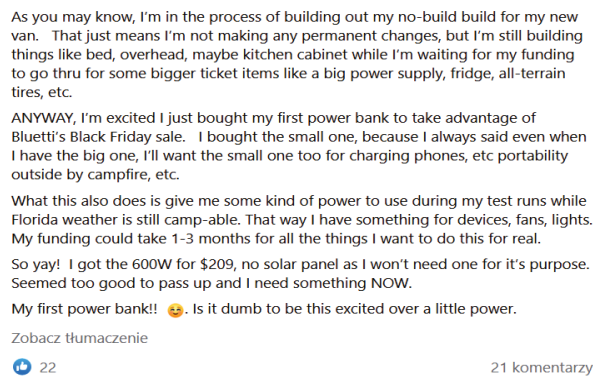 As you may know, I'm in the process of building out my no-build build for my new
van.   That just means I'm not making any permanent changes, but I'm still building
things like bed, overhead, maybe kitchen cabinet while I'm waiting for my funding
to go thru for some bigger ticket items like a big power supply, fridge, all-terrain
tires, etc.
ANYWAY, I'm excited I just bought my first power bank to take advantage of
Bluetti's Black Friday sale.   I bought the small one, because I always said even when
I have the big one, I'll want the small one too for charging phones, etc portability
outside by campfire, etc.
What this also does is give me some kind of power to use during my test runs while
Florida weather is still camp-able. That way I have something for devices, fans, lights.
My funding could take 1-3 months for all the things I want to do this for real.
So yay!  I got the 600W for $209, no solar panel as I won't need one for it's purpose.
Seemed too good to pass up and I need something NOW.
My first power bank!! 😊. Is it dumb to be this excited over a little power.
Zobacz tłumaczenie
22
21 komentarzy